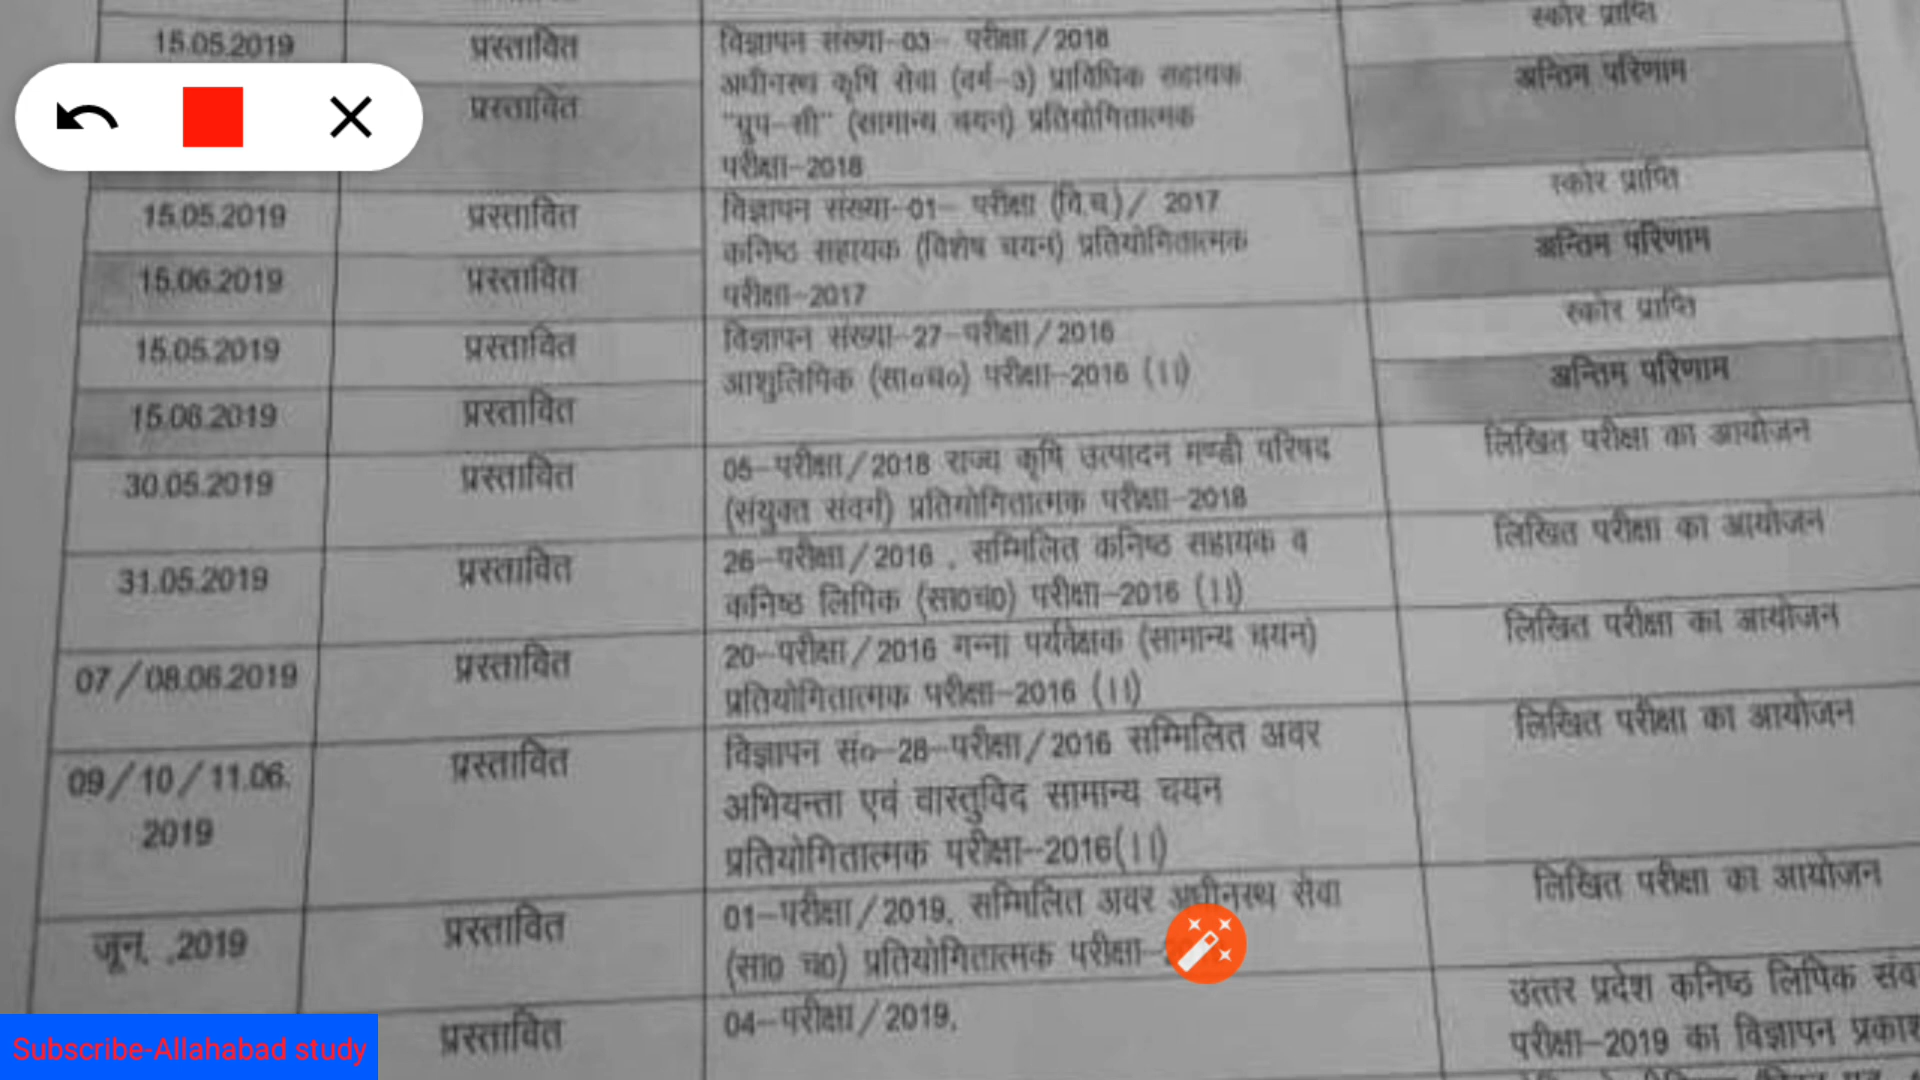 स्कोर प्राप्ति
15.05.2019 प्रस्तावित विज्ञापन संख्या-03- परीक्षा/2018
अधीनस्थ कृषि सेवा (वर्ग-3) प्राविधिक सहायक अन्तिम परिणाम
प्रस्तावित "ग्रुप-सी" (सामान्य चयन) प्रतियोगितात्मक
परीक्षा-2018
15.05.2019 प्रस्तावित विज्ञापन संख्या-01- परीक्षा (वि.च)/ 2017 स्कोर प्राप्ति
कनिष्ठ सहायक (विशेष चयन) प्रतियोगितात्मक अन्तिम परिणाम
15.06.2019 प्रस्तावित परीक्षा-2017
15.05.2019 प्रस्तावित विज्ञापन संख्या-27-परीक्षा/2016 स्कोर प्राप्ति
आशुलिपिक (सा०च०) परीक्षा-2016 (II) अन्तिम परिणाम
15.06.2019 प्रस्तावित
30.05.2019 प्रस्तावित 05-परीक्षा/2018 राज्य कृषि उत्पादन मण्डी परिषद लिखित परीक्षा का आयोजन
(संयुक्त संवर्ग) प्रतियोगितात्मक परीक्षा-2018
31.05.2019 प्रस्तावित 26-परीक्षा/2016 , सम्मिलित कनिष्ठ सहायक व लिखित परीक्षा का आयोजन
कनिष्ठ लिपिक (सा0च0) परीक्षा-2016 (II)
07/08.06.2019 प्रस्तावित 20-परीक्षा/2016 गन्ना पर्यवेक्षक (सामान्य चयन) लिखित परीक्षा का आयोजन
प्रतियोगितात्मक परीक्षा-2016 (II)
09/10/11.06. प्रस्तावित विज्ञापन सं०-28-परीक्षा/2016 सम्मिलित अवर लिखित परीक्षा का आयोजन
2019 अभियन्ता एवं वास्तुविद सामान्य चयन
प्रतियोगितात्मक परीक्षा-2016(II)
जून, ,2019 प्रस्तावित 01-परीक्षा/2019, सम्मिलित अवर अधीनस्थ सेवा लिखित परीक्षा का आयोजन
(सा0 च0) प्रतियोगितात्मक परीक्षा-
प्रस्तावित 04-परीक्षा/2019, उत्तर प्रदेश कनिष्ठ लिपिक संव
परीक्षा-2019 का विज्ञापन प्रकाश
Subscribe-Allahabad study